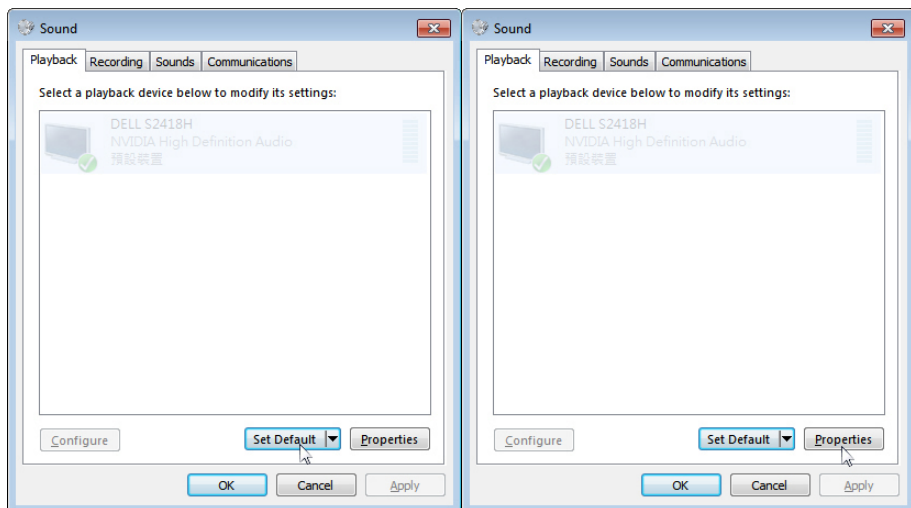 Sound
Playback Recording Sounds Communications
Select a playback device below to modify its settings:
DELL S2418H
NVIDIA High Definition Audio
預設裝置
Configure Set Default Properties
OK Cancel Apply
Sound
Playback Recording Sounds Communications
Select a playback device below to modify its settings:
DELL S2418H
NVIDIA High Definition Audio
預設裝置
Configure Set Default Properties
OK Cancel Apply